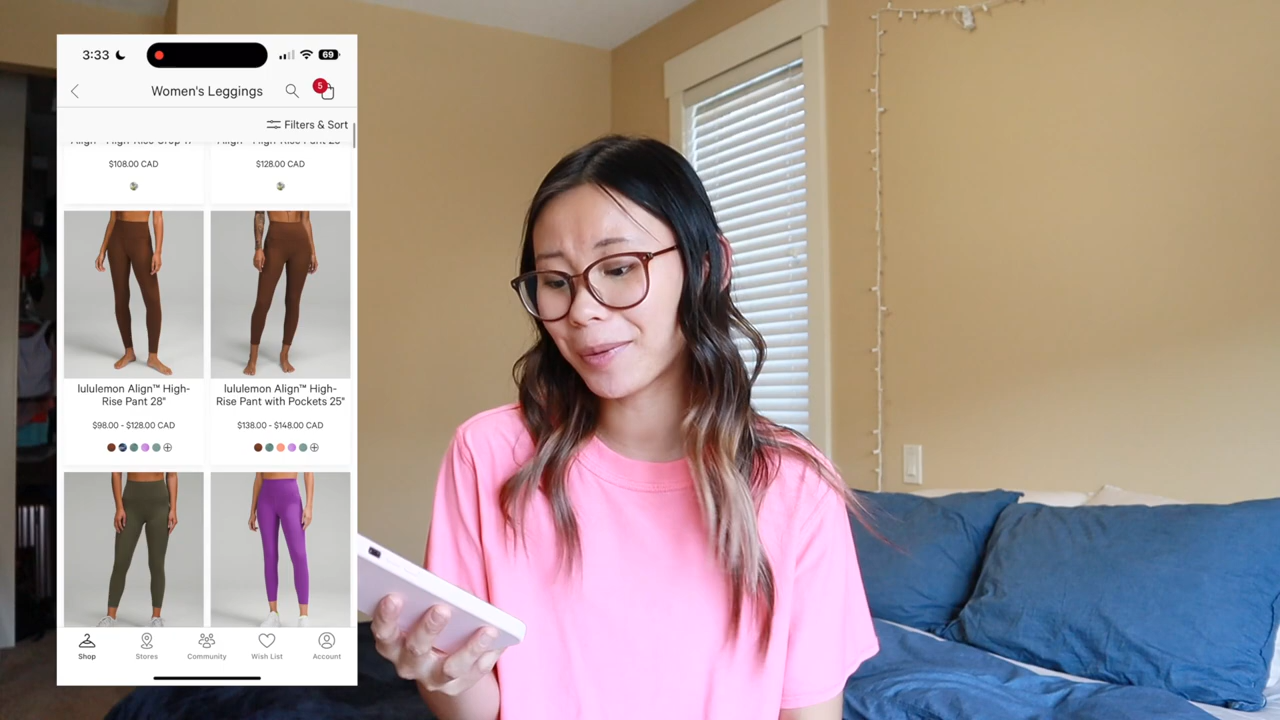 3:33
69
Women's Leggings
5
Filters & Sort
$108.00 CAD
$128.00 CAD
lululemon Align™ High-
Rise Pant 28"
$98.00 - $128.00 CAD
lululemon Align™ High-
Rise Pant with Pockets 25"
$138.00 - $148.00 CAD
Shop
Stores
Community
Wish List
Account